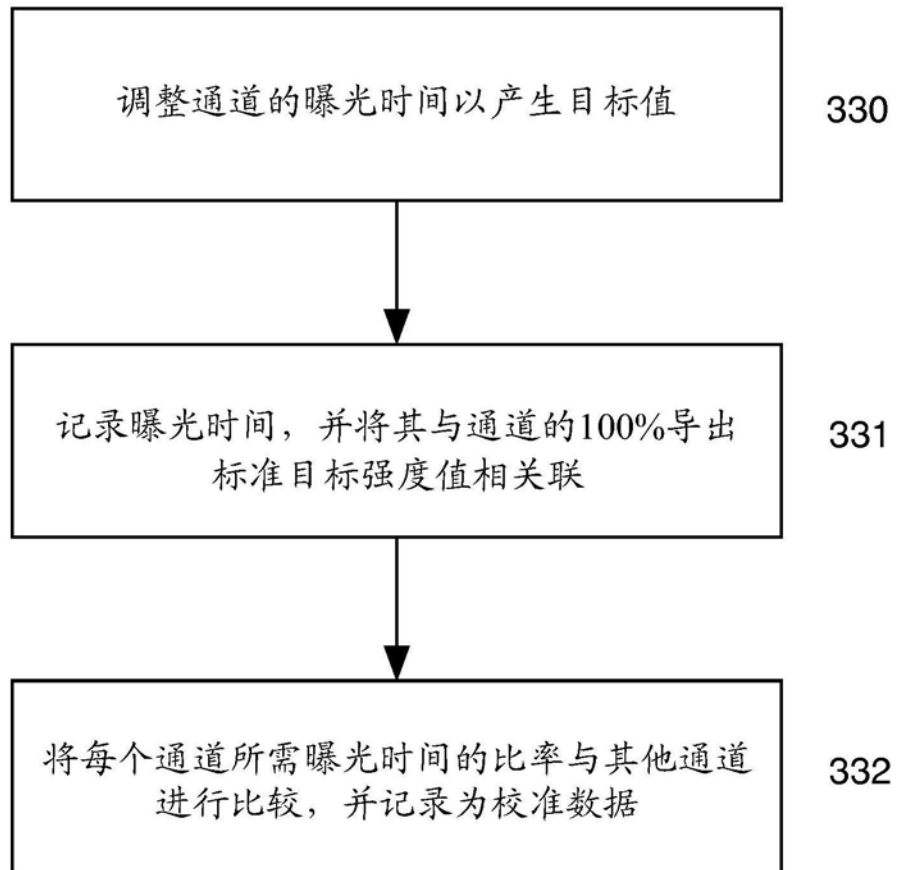 调整通道的曝光时间以产生目标值
330
记录曝光时间，并将其与通道的100%导出
标准目标强度值相关联
331
将每个通道所需曝光时间的比率与其他通道
进行比较，并记录为校准数据
332